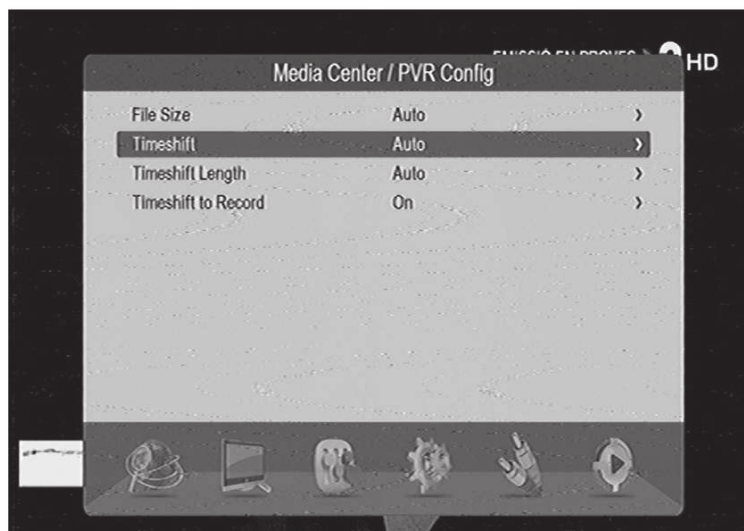 HD
Media Center / PVR Config
File Size Auto
Timeshift Auto
Timeshift Length Auto
Timeshift to Record On